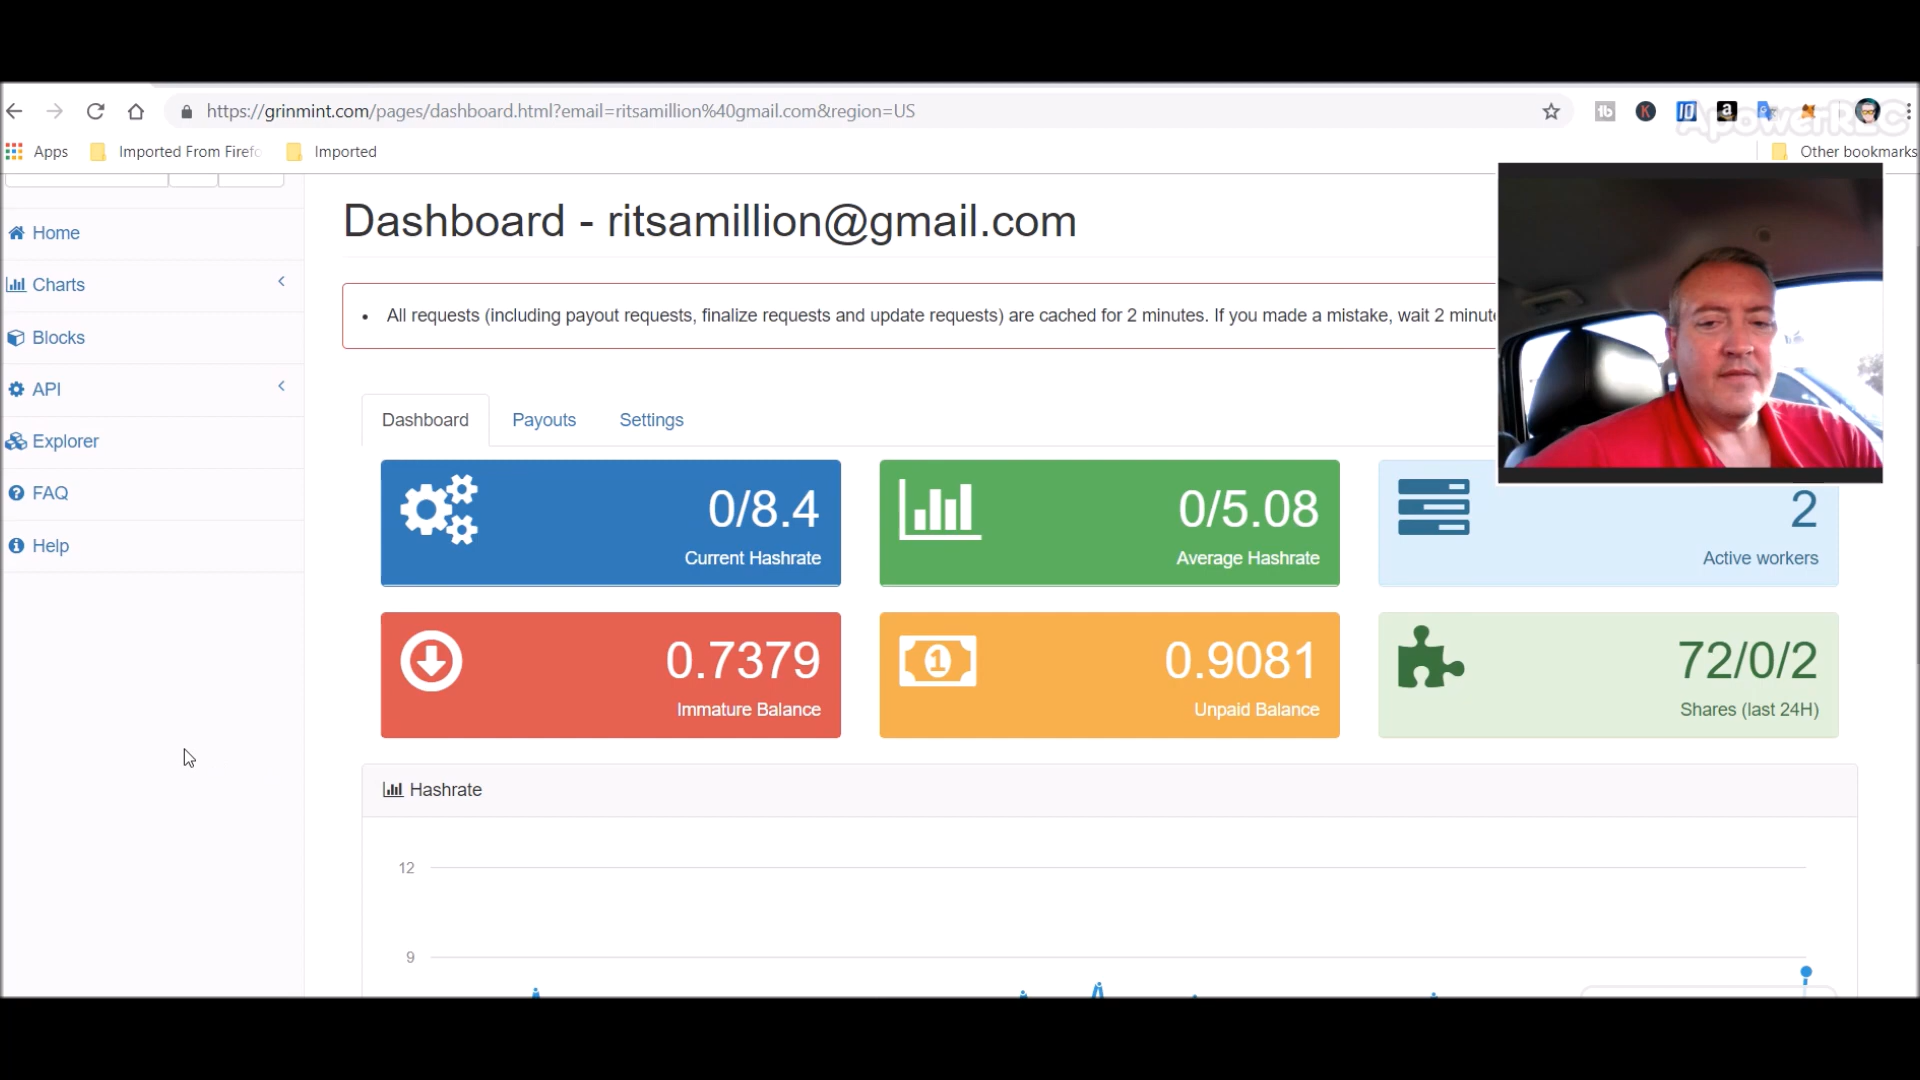 https://grinmint.com/pages/dashboard.html?email=ritsamillion%40gmail.com&region=US
ApowerREC
Apps
Imported From Firefo
Imported
Other bookmarks
Dashboard - ritsamillion@gmail.com
Home
Charts
Blocks
API
Explorer
FAQ
Help
All requests (including payout requests, finalize requests and update requests) are cached for 2 minutes. If you made a mistake, wait 2 minute
Dashboard
Payouts
Settings
0/8.4
Current Hashrate
0/5.08
Average Hashrate
2
Active workers
0.7379
Immature Balance
1
0.9081
Unpaid Balance
72/0/2
Shares (last 24H)
Hashrate
12
9